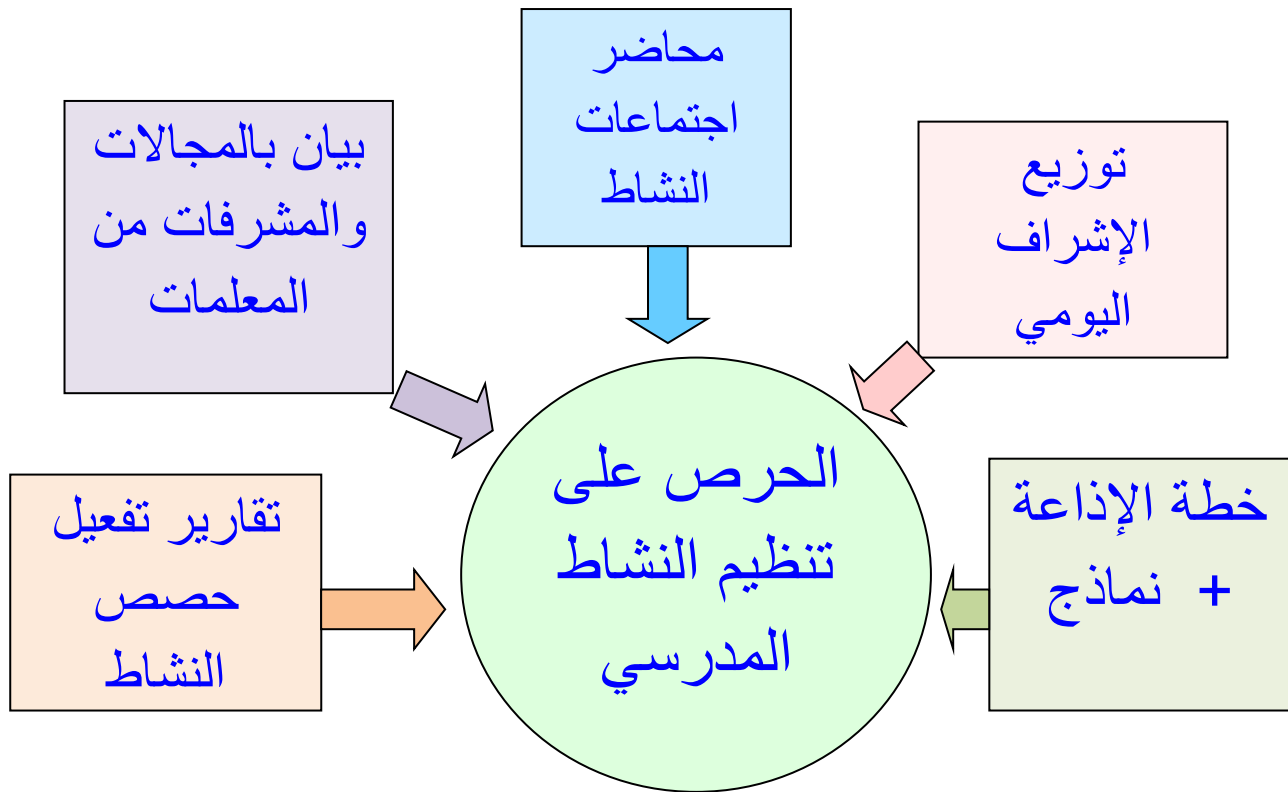 محاضر
اجتماعات
النشاط
توزيع
الإشراف
اليومي
بيان بالمجالات
والمشرفات من
المعلمات
الحرص على
تنظيم النشاط
المدرسي
خطة الإذاعة
+ نماذج
تقارير تفعيل
حصص
النشاط